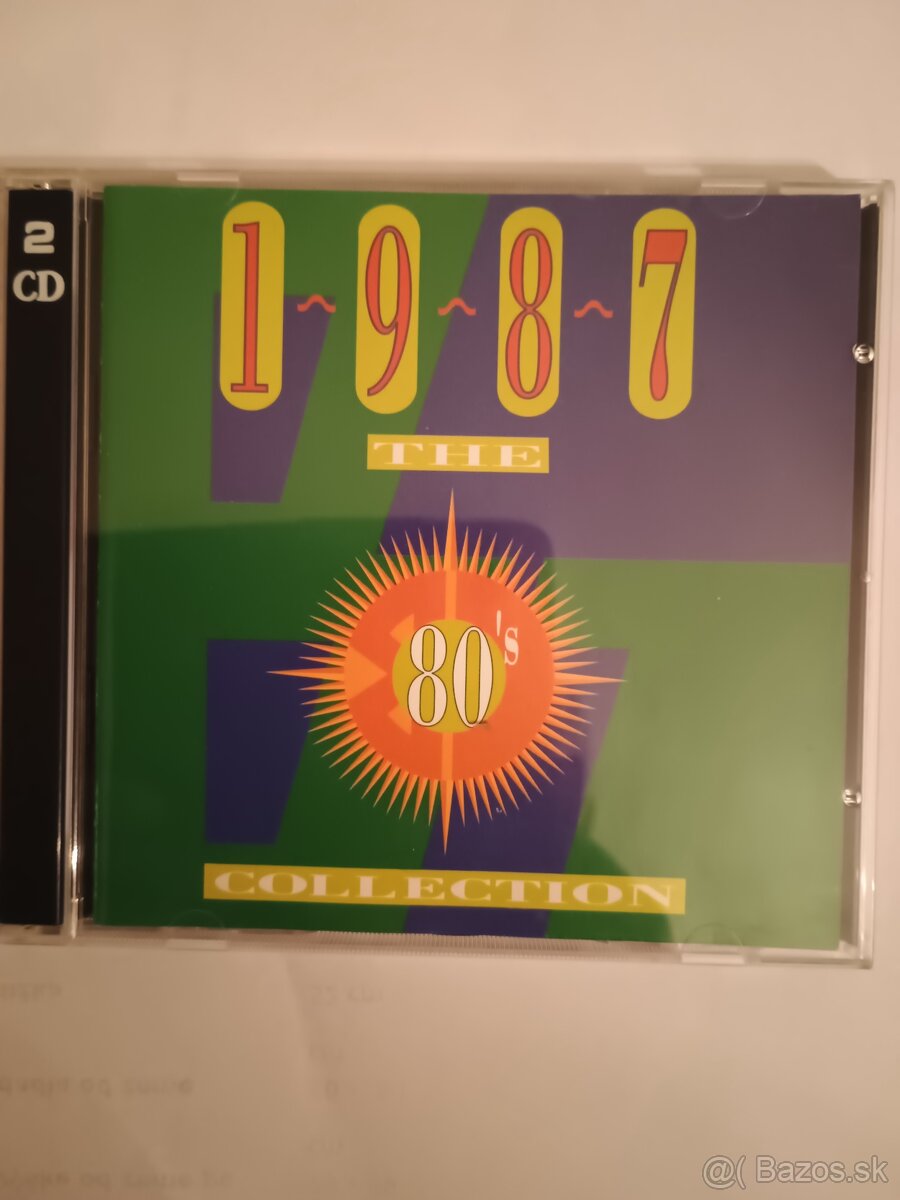 2
CD
1~9~8~7
THE
80's
COLLECTION
@( Bazos.sk